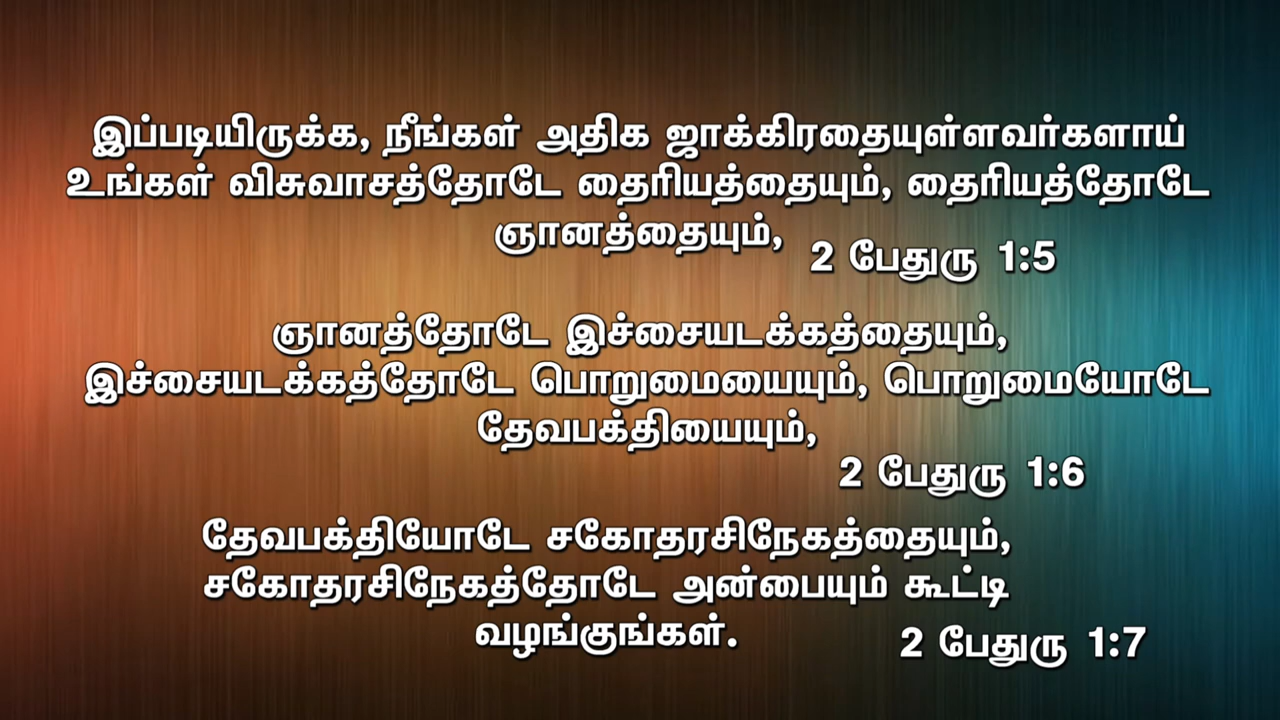 இப்படியிருக்க, நீங்கள் அதிக ஜாக்கிரதையுள்ளவர்களாய்
உங்கள் விசுவாசத்தோடே தைரியத்தையும், தைரியத்தோடே
ஞானத்தையும்,
2 பேதுரு 1:5
ஞானத்தோடே இச்சையடக்கத்தையும்,
இச்சையடக்கத்தோடே பொறுமையையும், பொறுமையோடே
தேவபக்தியையும்,
2 பேதுரு 1:6
தேவபக்தியோடே சகோதரசிநேகத்தையும்,
சகோதரசிநேகத்தோடே அன்பையும் கூட்டி
வழங்குங்கள்.
2 பேதுரு 1:7